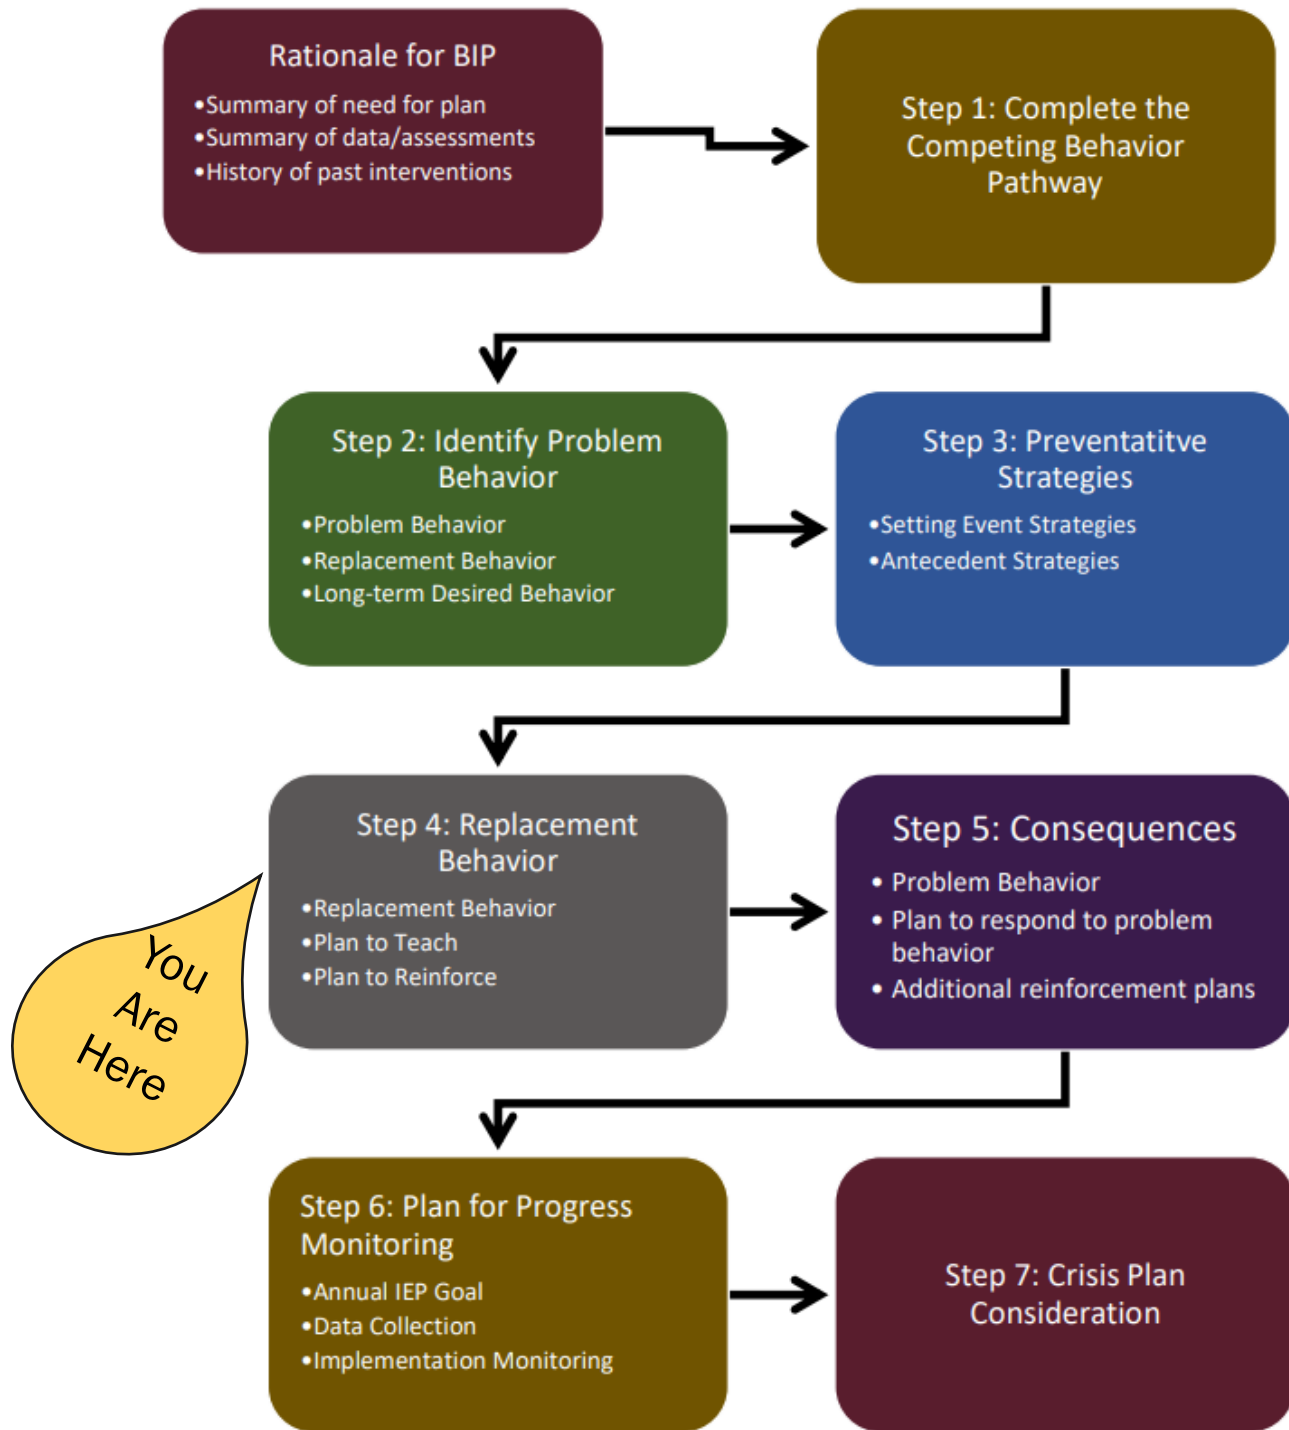 Rationale for BIP
•Summary of need for plan
•Summary of data/assessments
•History of past interventions
Step 1: Complete the
Competing Behavior
Pathway
Step 2: Identify Problem
Behavior
•Problem Behavior
•Replacement Behavior
•Long-term Desired Behavior
Step 3: Preventatitve
Strategies
•Setting Event Strategies
•Antecedent Strategies
Step 4: Replacement
Behavior
•Replacement Behavior
•Plan to Teach
•Plan to Reinforce
You
Are
Here
Step 5: Consequences
• Problem Behavior
• Plan to respond to problem
behavior
• Additional reinforcement plans
Step 6: Plan for Progress
Monitoring
•Annual IEP Goal
•Data Collection
•Implementation Monitoring
Step 7: Crisis Plan
Consideration